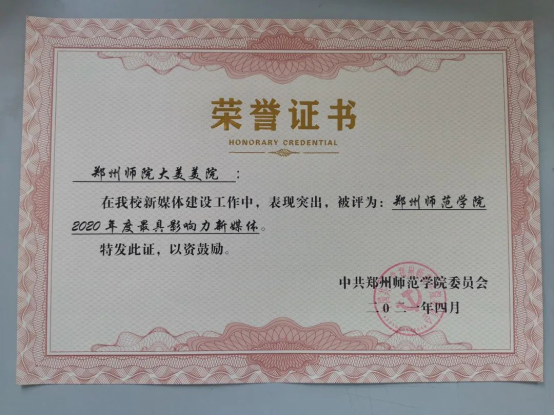 荣誉证书
HONORARY CREDENTIAL
郑州师院大美美院：
在我校新媒体建设工作中，表现突出，被评为：郑州师范学院
2020年度最具影响力新媒体。
特发此证，以资鼓励。
中共郑州师范学院委员会
二〇二一年四月